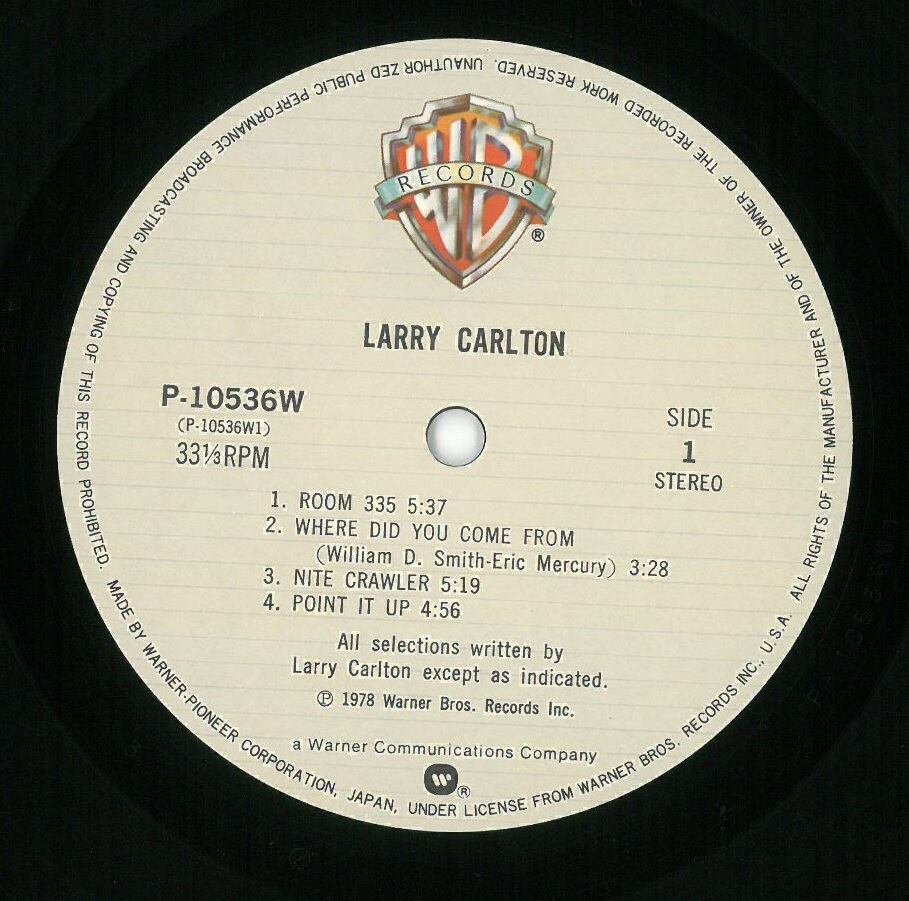 WB
RECORDS
®
LARRY CARLTON
P-10536W
(P-10536W1)
33⅓RPM
SIDE
1
STEREO
1. ROOM 335 5:37
2. WHERE DID YOU COME FROM
(William D. Smith-Eric Mercury) 3:28
3. NITE CRAWLER 5:19
4. POINT IT UP 4:56
All selections written by
Larry Carlton except as indicated.
℗ 1978 Warner Bros. Records Inc.
a Warner Communications Company
®
MADE BY WARNER-PIONEER CORPORATION, JAPAN, UNDER LICENSE FROM WARNER BROS. RECORDS INC., U.S.A. ALL RIGHTS OF THE MANUFACTURER AND OF THE OWNER OF THE RECORDED WORK RESERVED. UNAUTHOR ZED PUBLIC PERFORMANCE BROADCASTING AND COPYING OF THIS RECORD PROHIBITED.